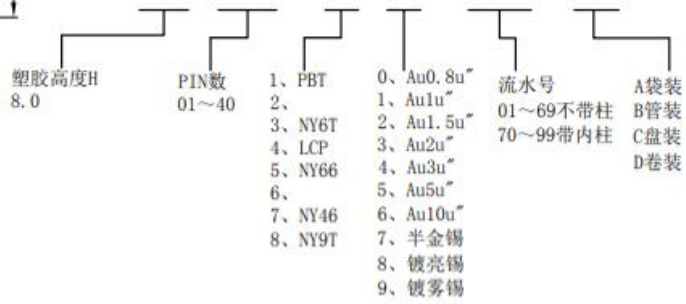 塑胶高度H
8.0
PIN数
01～40
1、PBT
2、
3、NY6T
4、LCP
5、NY66
6、
7、NY46
8、NY9T
0、Au0.8u"
1、Au1u"
2、Au1.5u"
3、Au2u"
4、Au3u"
5、Au5u"
6、Au10u"
7、半金锡
8、镀亮锡
9、镀雾锡
流水号
01～69不带柱
70～99带内柱
A袋装
B管装
C盘装
D卷装